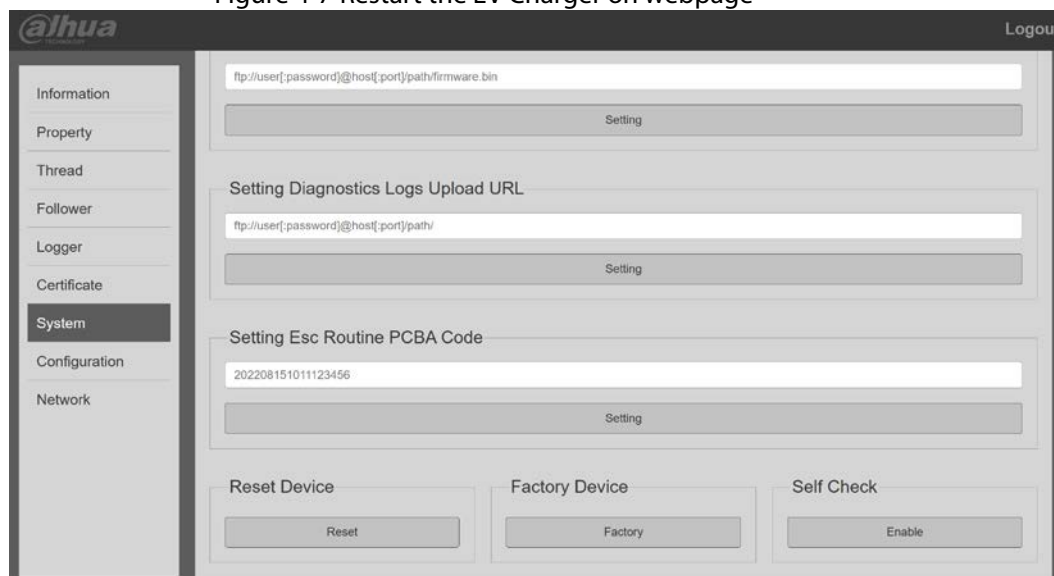 Figure 4-7 Restart the EV Charger on webpage
alhua
TECHNOLOGY
Logou
Information
Property
Thread
Follower
Logger
Certificate
System
Configuration
Network
ftp://user[:password]@host[:port]/path/firmware.bin
Setting
Setting Diagnostics Logs Upload URL
ftp://user[:password]@host[:port]/path/
Setting
Setting Esc Routine PCBA Code
202208151011123456
Setting
Reset Device
Reset
Factory Device
Factory
Self Check
Enable